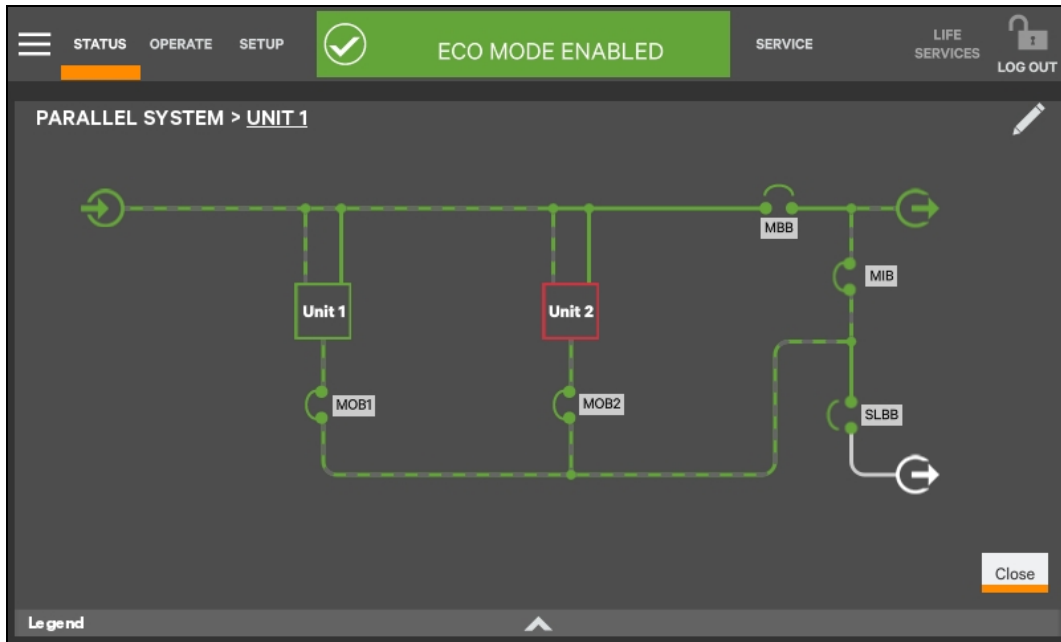 STATUS
OPERATE
SETUP
ECO MODE ENABLED
SERVICE
LIFE
SERVICES
LOG OUT
PARALLEL SYSTEM > UNIT 1
MBB
MIB
Unit 1
Unit 2
MOB1
MOB2
SLBB
Close
Legend